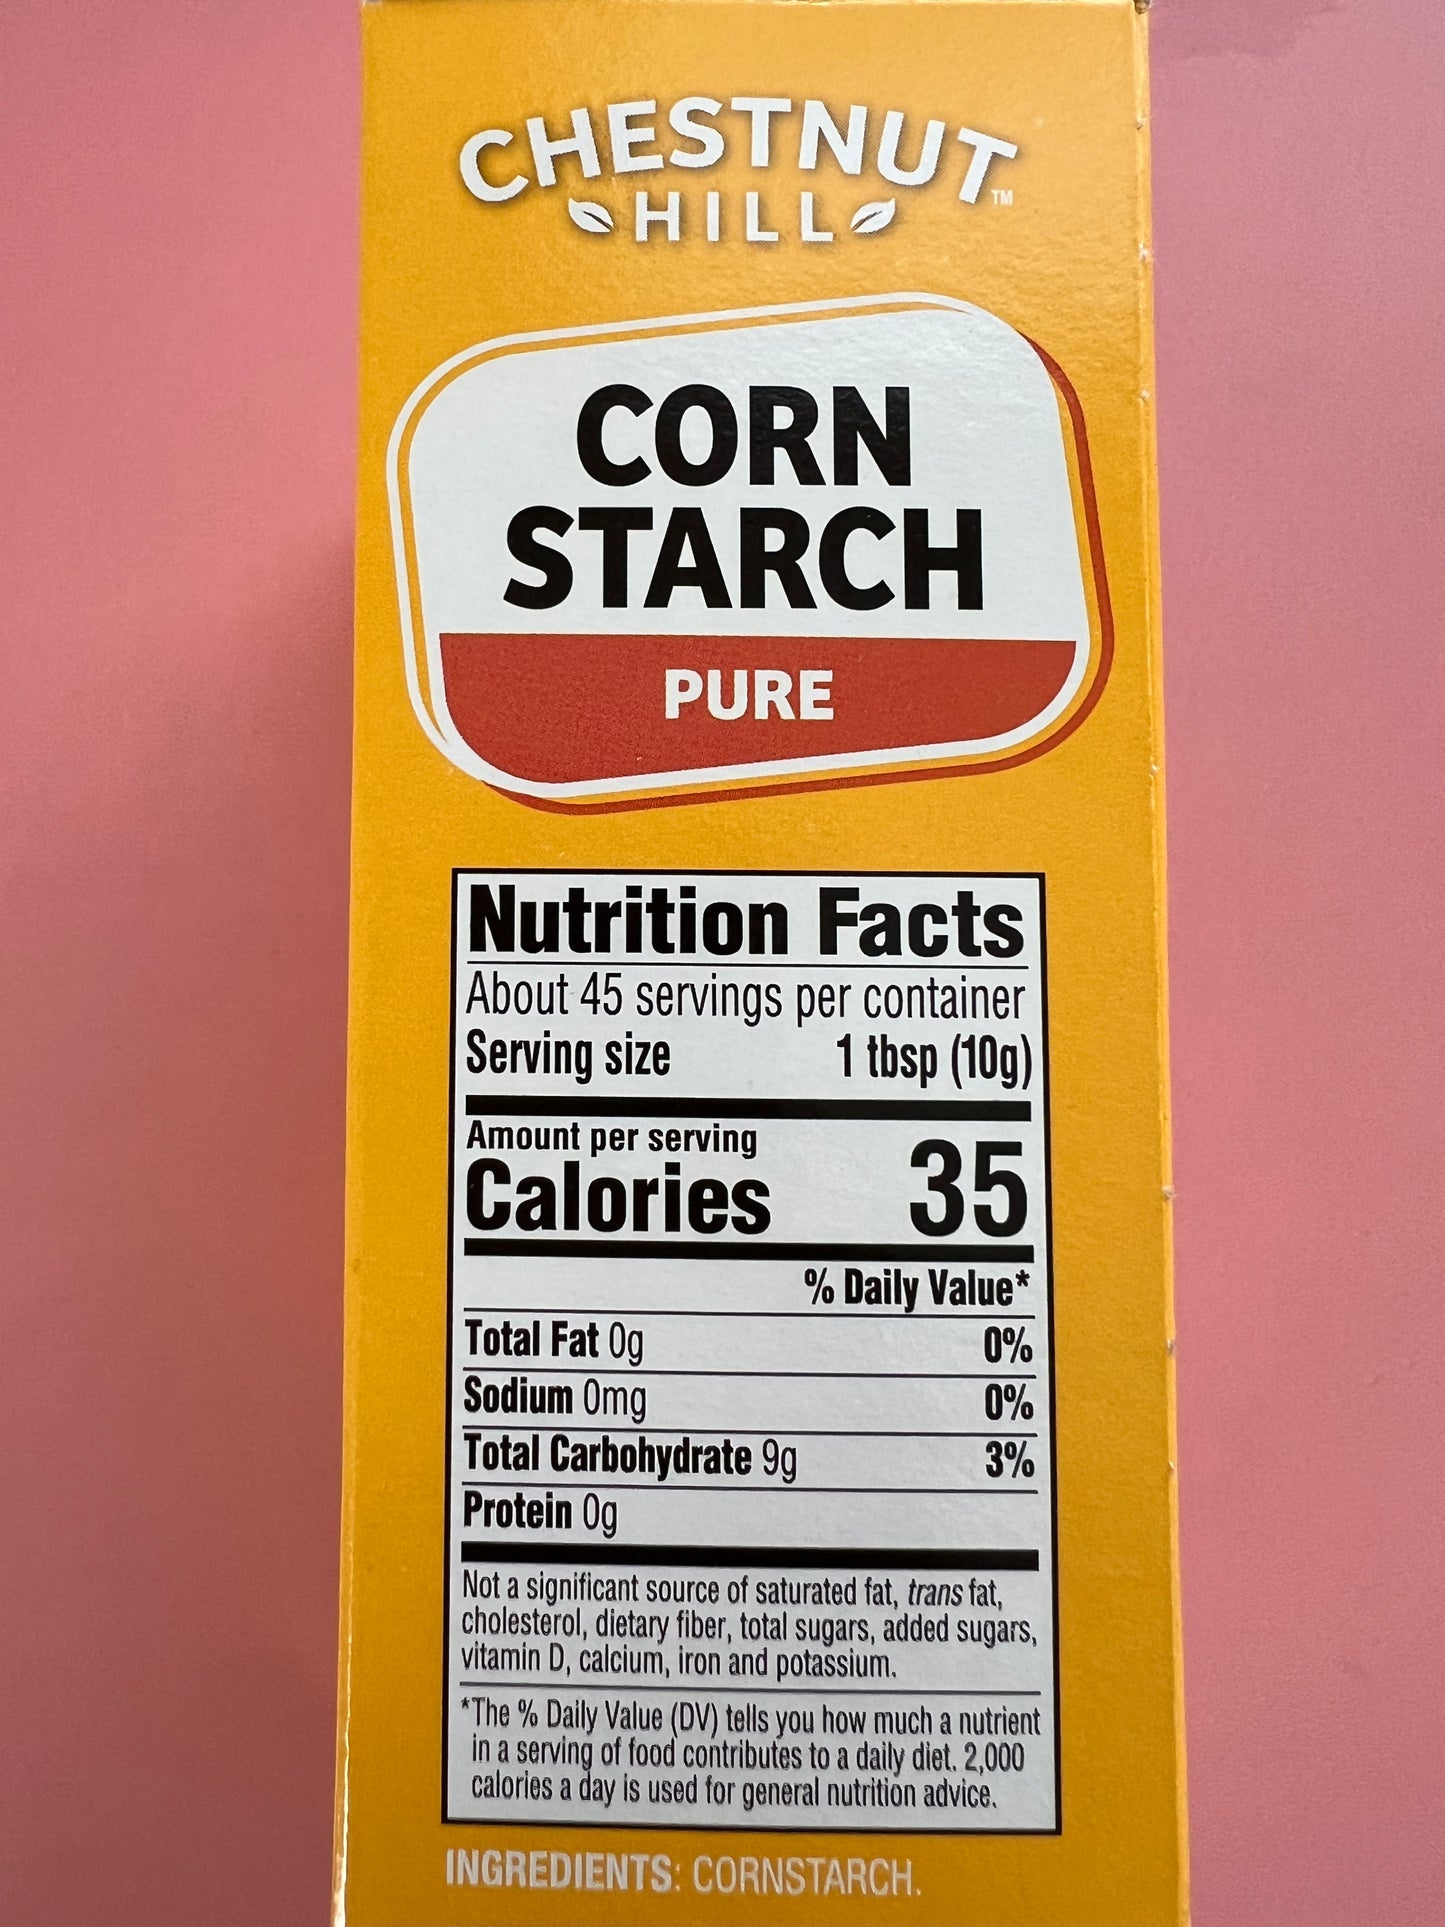 CHESTNUT
HILL™
CORN
STARCH
PURE
Nutrition Facts
About 45 servings per container
Serving size 1 tbsp (10g)
Amount per serving
Calories 35
% Daily Value*
Total Fat 0g 0%
Sodium 0mg 0%
Total Carbohydrate 9g 3%
Protein 0g
Not a significant source of saturated fat, trans fat,
cholesterol, dietary fiber, total sugars, added sugars,
vitamin D, calcium, iron and potassium.
*The % Daily Value (DV) tells you how much a nutrient
in a serving of food contributes to a daily diet. 2,000
calories a day is used for general nutrition advice.
INGREDIENTS: CORNSTARCH.